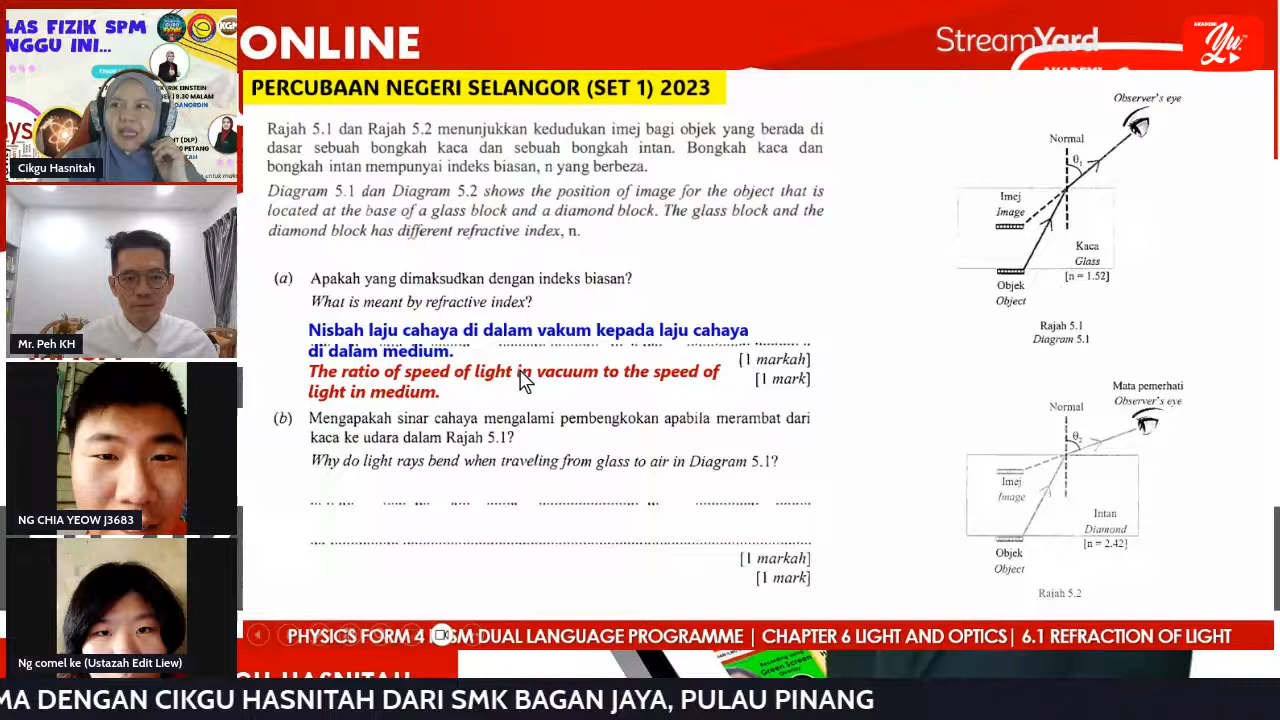 LAS FIZIK SPM
NGGU INI...
Cikgu Hasnitah
Mr. Peh KH
NG CHIA YEOW J3683
Ng comel ke (Ustazah Edit Liew)
ONLINE
StreamYard
PERCUBAAN NEGERI SELANGOR (SET 1) 2023
Rajah 5.1 dan Rajah 5.2 menunjukkan kedudukan imej bagi objek yang berada di
dasar sebuah bongkah kaca dan sebuah bongkah intan. Bongkah kaca dan
bongkah intan mempunyai indeks biasan, n yang berbeza.
Diagram 5.1 dan Diagram 5.2 shows the position of image for the object that is
located at the base of a glass block and a diamond block. The glass block and the
diamond block has different refractive index, n.
(a) Apakah yang dimaksudkan dengan indeks biasan?
What is meant by refractive index?
Nisbah laju cahaya di dalam vakum kepada laju cahaya
di dalam medium.
[1 markah]
The ratio of speed of light in vacuum to the speed of
[1 mark]
light in medium.
(b) Mengapakah sinar cahaya mengalami pembengkokan apabila merambat dari
kaca ke udara dalam Rajah 5.1?
Why do light rays bend when traveling from glass to air in Diagram 5.1?
[1 markah]
[1 mark]
Observer's eye
Normal
θ1
Imej
Image
Kaca
Glass
[n = 1.52]
Objek
Object
Rajah 5.1
Diagram 5.1
Mata pemerhati
Observer's eye
Normal
θ2
Imej
Image
Intan
Diamond
[n = 2.42]
Objek
Object
Rajah 5.2
PHYSICS FORM 4 KSSM DUAL LANGUAGE PROGRAMME | CHAPTER 6 LIGHT AND OPTICS | 6.1 REFRACTION OF LIGHT
Green Screen
MA DENGAN CIKGU HASNITAH DARI SMK BAGAN JAYA, PULAU PINANG